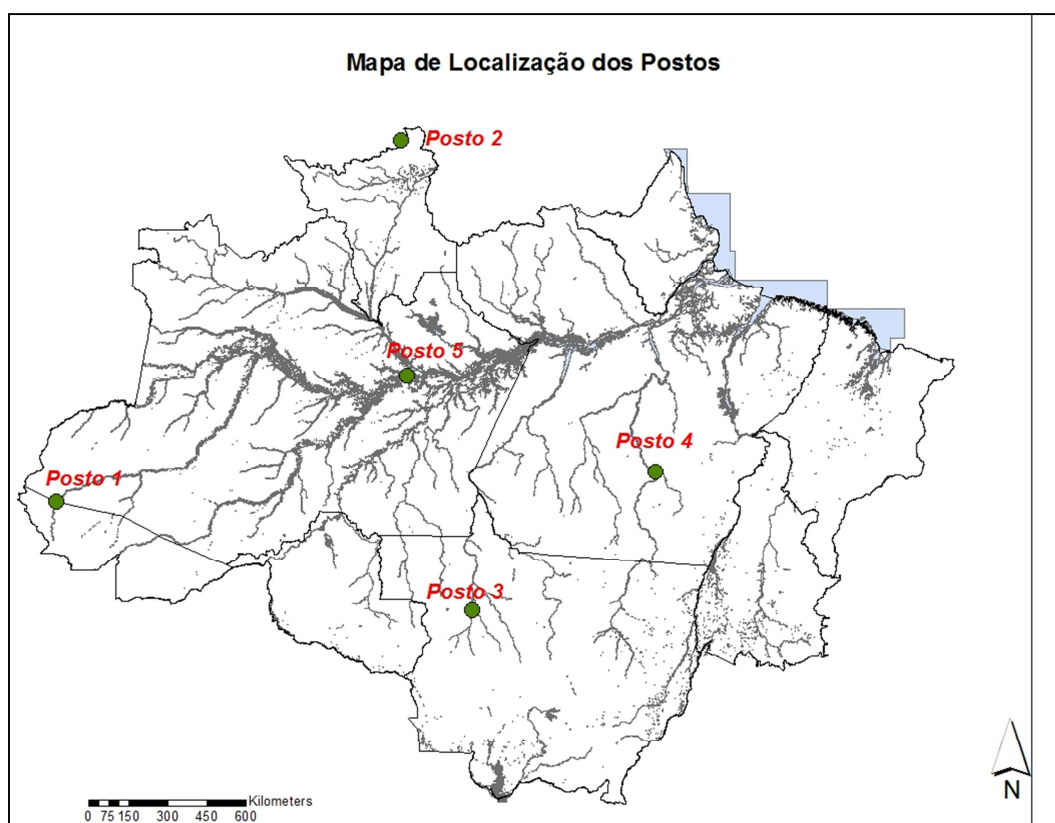 Mapa de Localização dos Postos
Posto 2
Posto 5
Posto 4
Posto 1
Posto 3
Kilometers
0 75 150 300 450 600
N